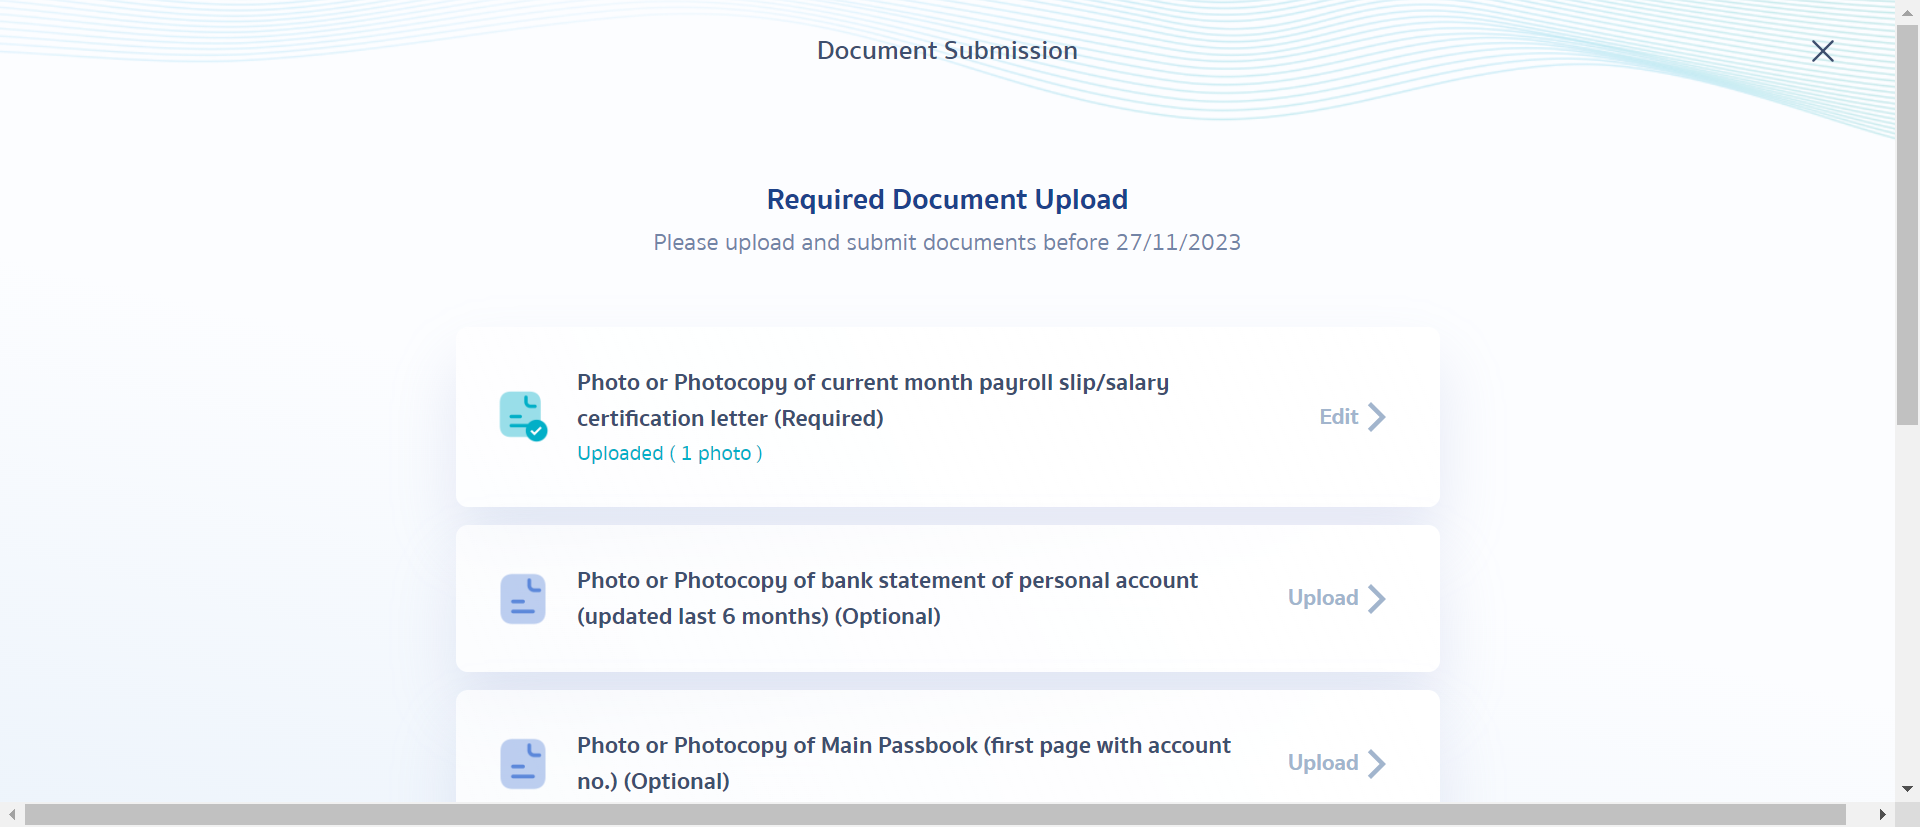 Document Submission
Required Document Upload
Please upload and submit documents before 27/11/2023
Photo or Photocopy of current month payroll slip/salary
certification letter (Required)
Uploaded ( 1 photo )
Edit
Photo or Photocopy of bank statement of personal account
(updated last 6 months) (Optional)
Upload
Photo or Photocopy of Main Passbook (first page with account
no.) (Optional)
Upload